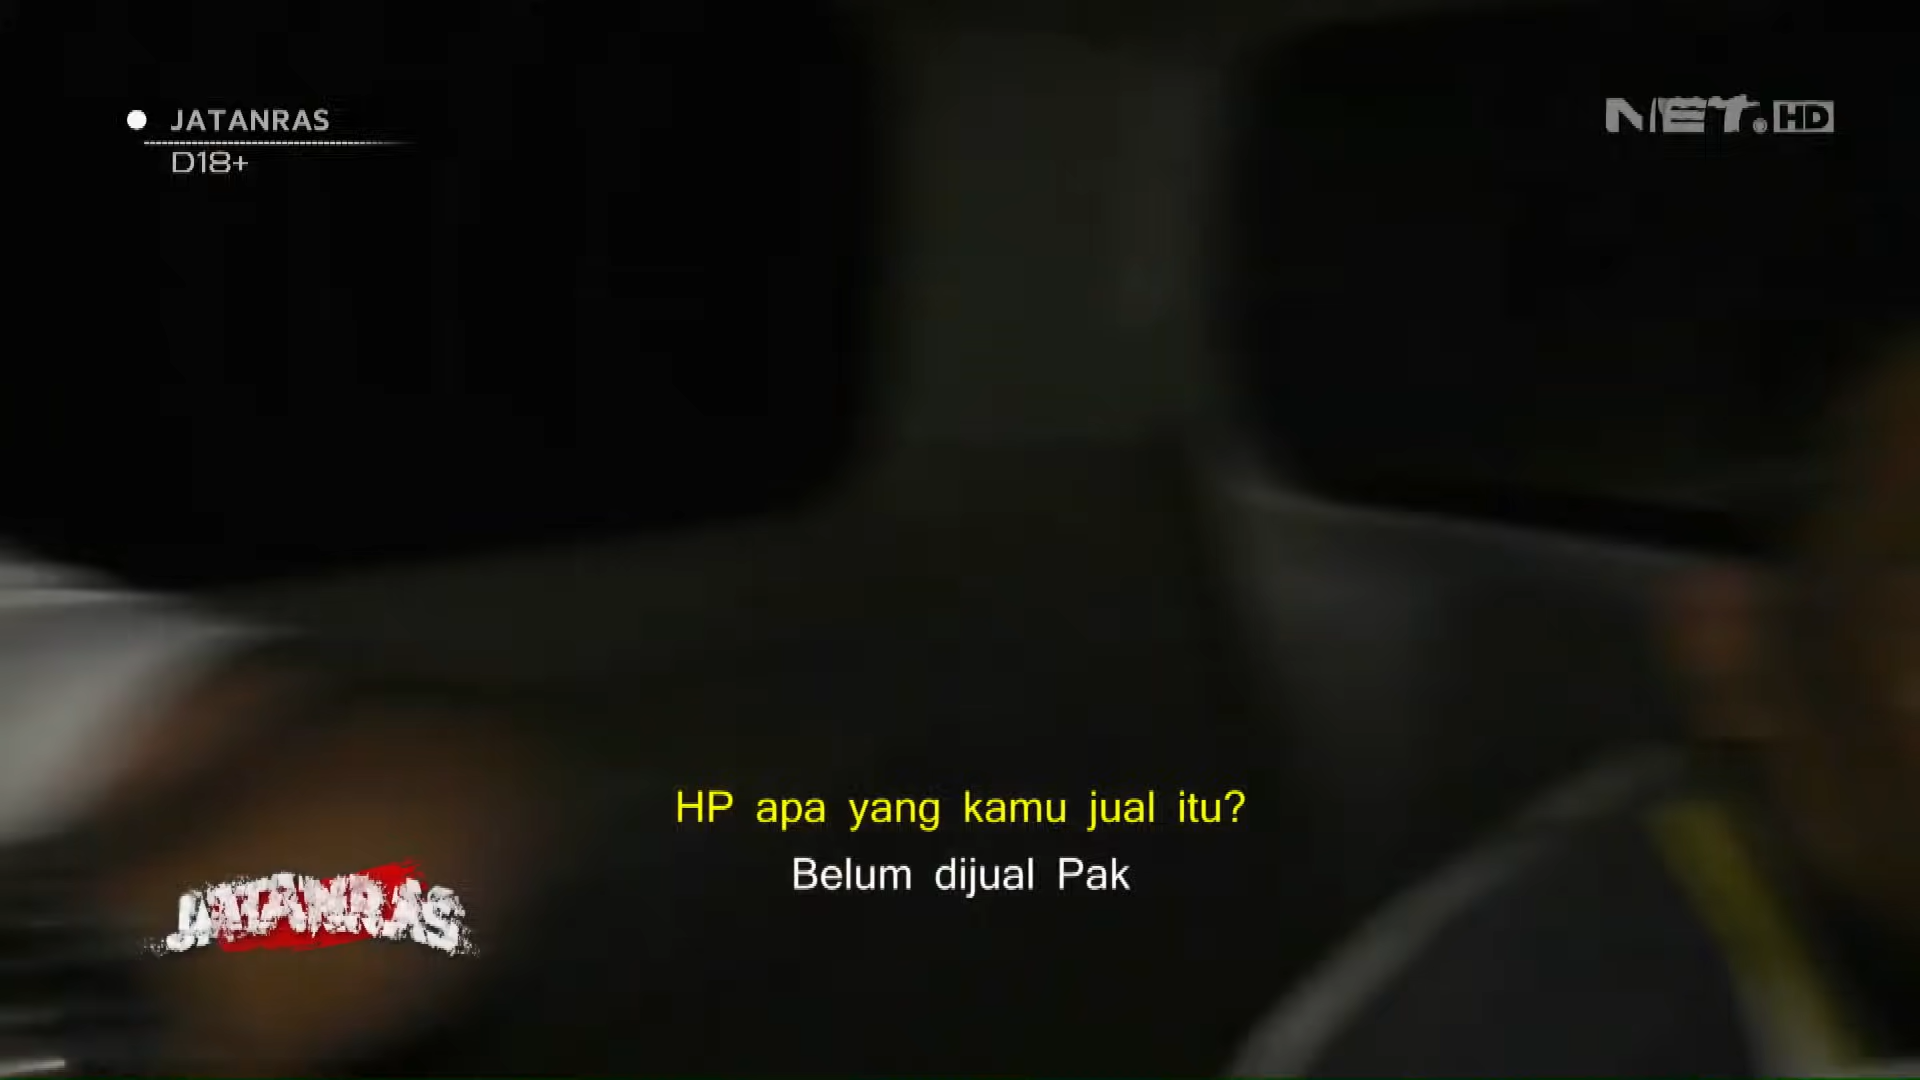 JATANRAS
D18+
NET.HD
HP apa yang kamu jual itu?
Belum dijual Pak
JATANRAS